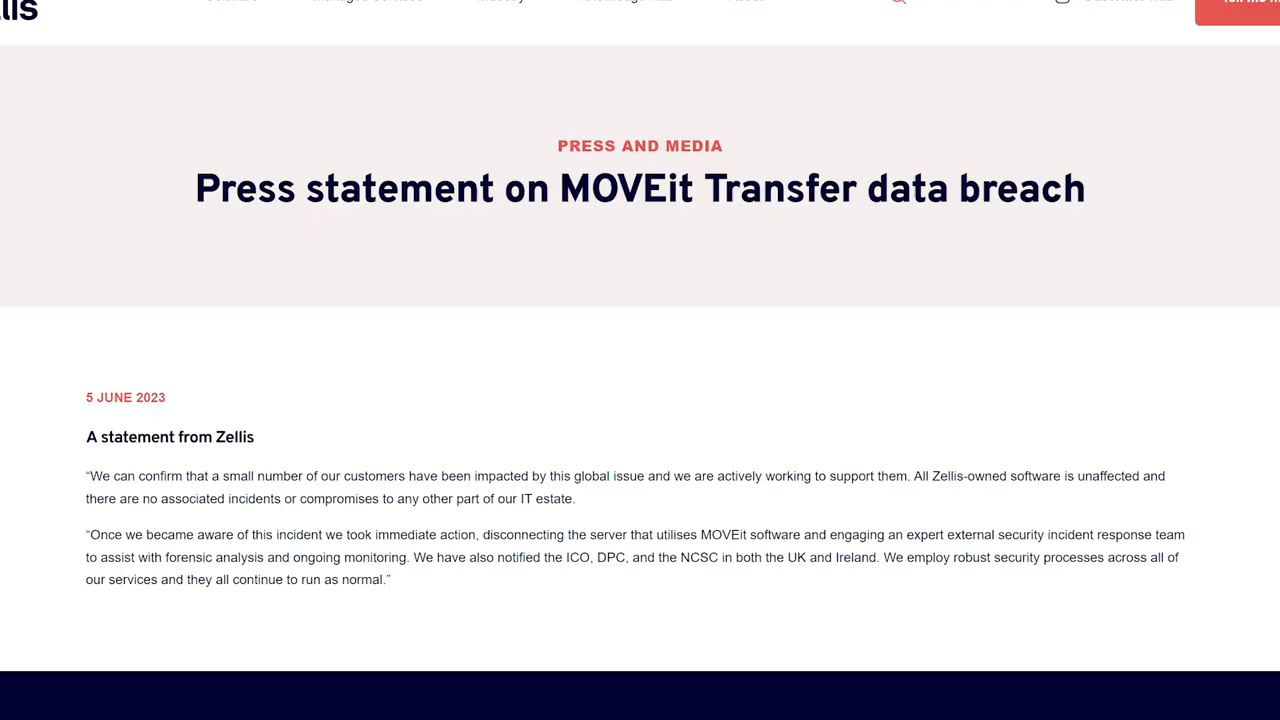 PRESS AND MEDIA
Press statement on MOVEit Transfer data breach
5 JUNE 2023
A statement from Zellis
“We can confirm that a small number of our customers have been impacted by this global issue and we are actively working to support them. All Zellis-owned software is unaffected and
there are no associated incidents or compromises to any other part of our IT estate.
“Once we became aware of this incident we took immediate action, disconnecting the server that utilises MOVEit software and engaging an expert external security incident response team
to assist with forensic analysis and ongoing monitoring. We have also notified the ICO, DPC, and the NCSC in both the UK and Ireland. We employ robust security processes across all of
our services and they all continue to run as normal.”